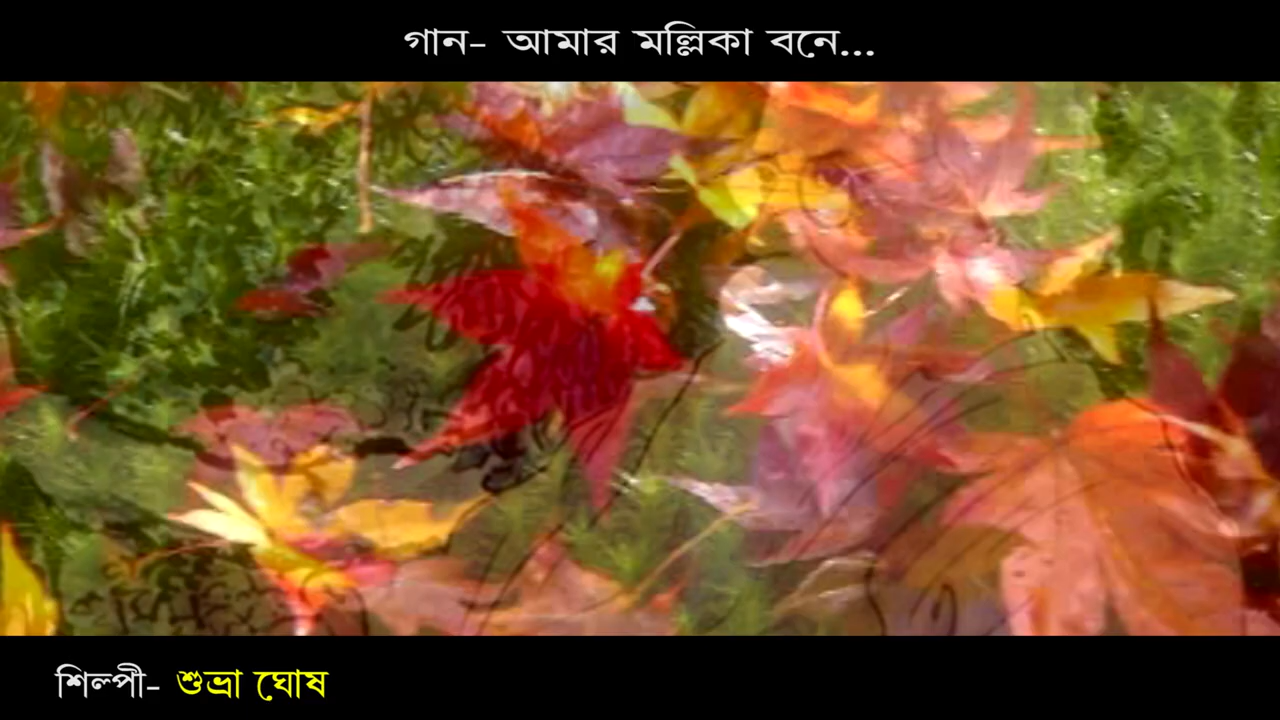 গান- আমার মল্লিকা বনে...
শিল্পী- শুভ্রা ঘোষ